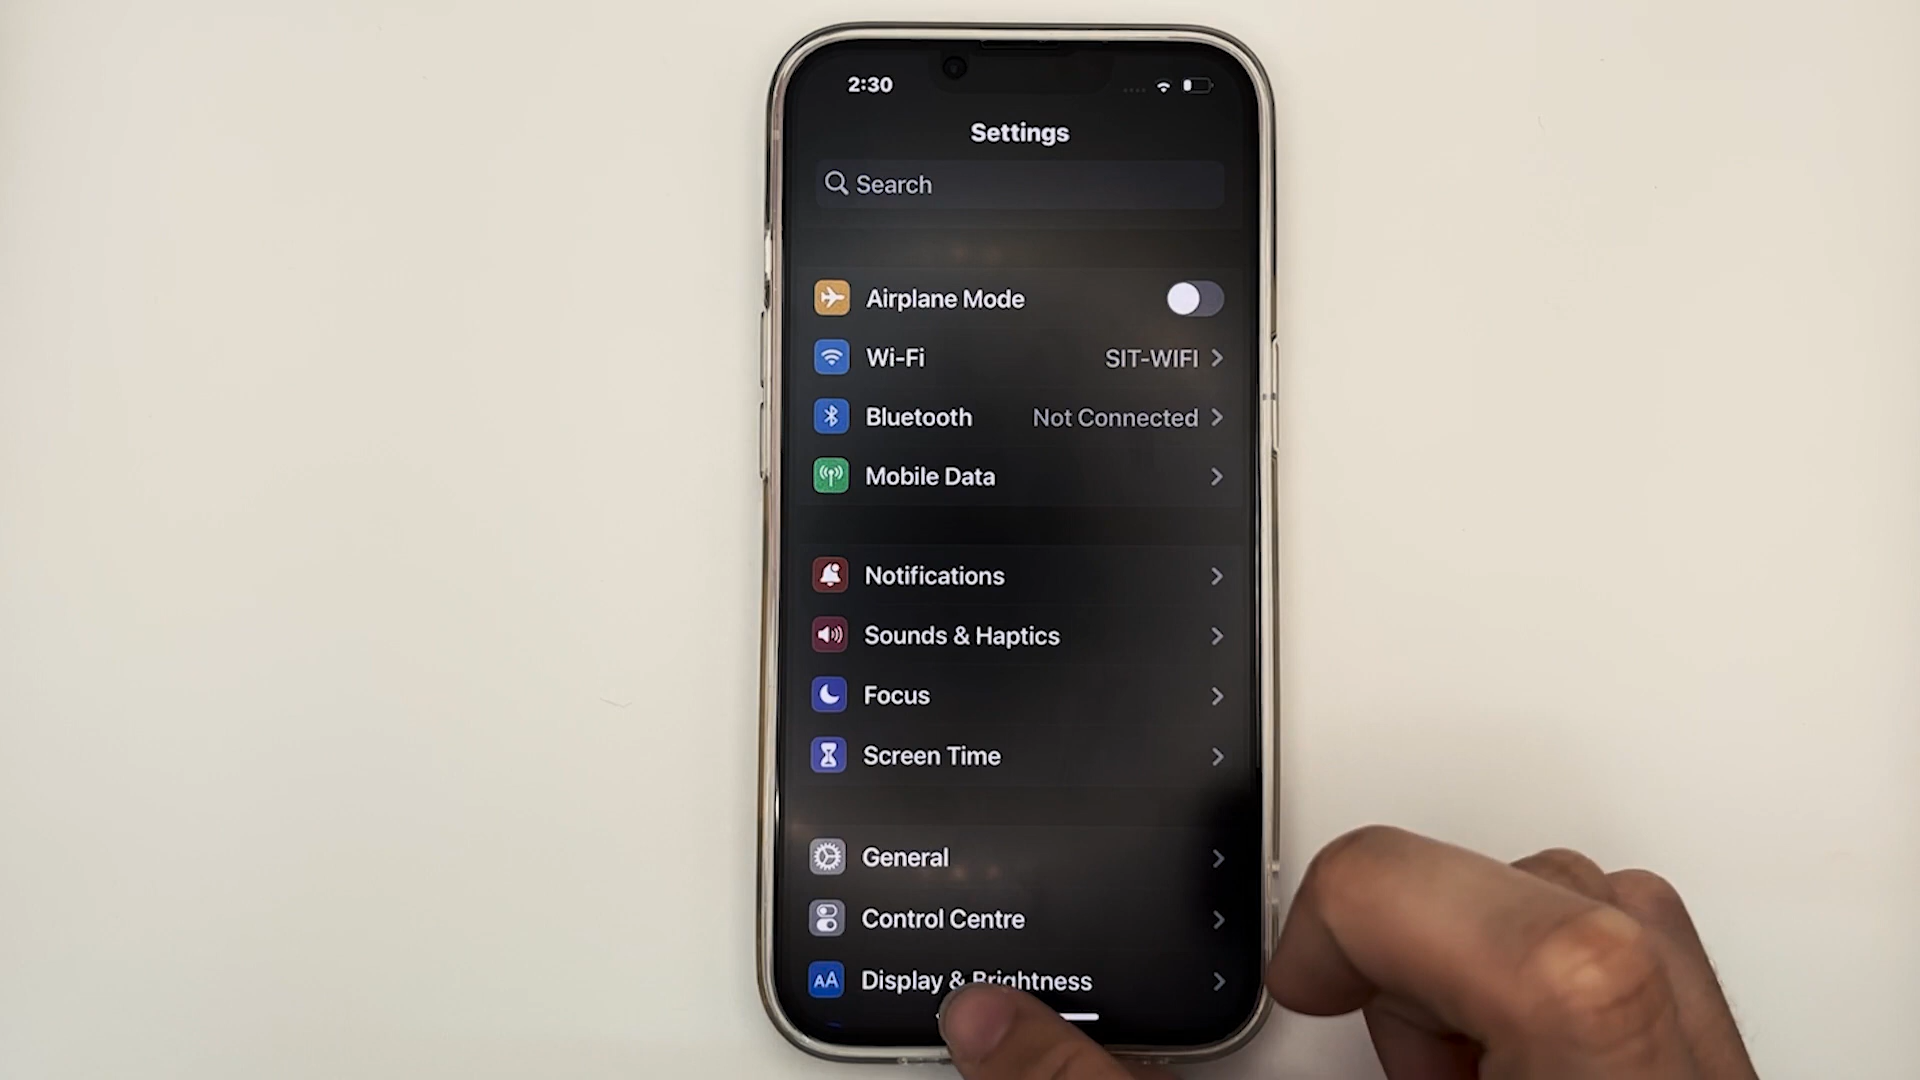 2:30
Settings
Search
Airplane Mode
Wi-Fi SIT-WIFI
Bluetooth Not Connected
Mobile Data
Notifications
Sounds & Haptics
Focus
Screen Time
General
Control Centre
AA Display & Brightness